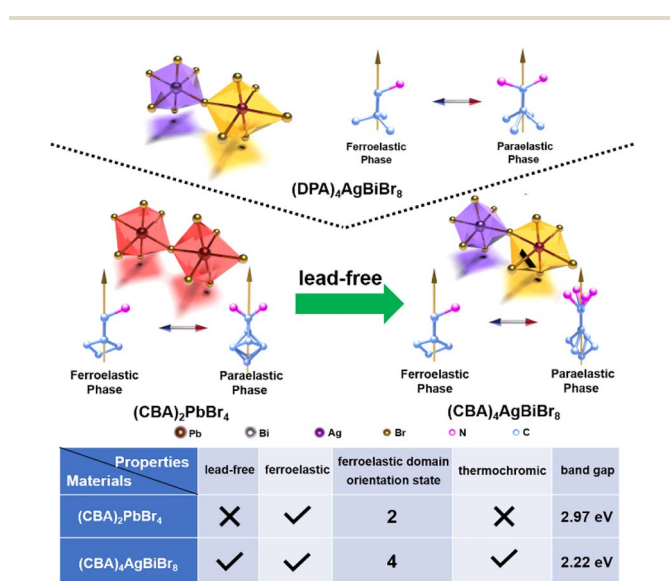 Ferroelastic
Phase
Paraelastic
Phase
(DPA)₄AgBiBr₈
lead-free
Ferroelastic
Phase
Paraelastic
Phase
(CBA)₂PbBr₄
Ferroelastic
Phase
Paraelastic
Phase
(CBA)₄AgBiBr₈
Pb Bi Ag Br N C
Properties
Materials
lead-free ferroelastic ferroelastic domain orientation state thermochromic band gap
(CBA)₂PbBr₄ ✕ ✓ 2 ✕ 2.97 eV
(CBA)₄AgBiBr₈ ✓ ✓ 4 ✓ 2.22 eV